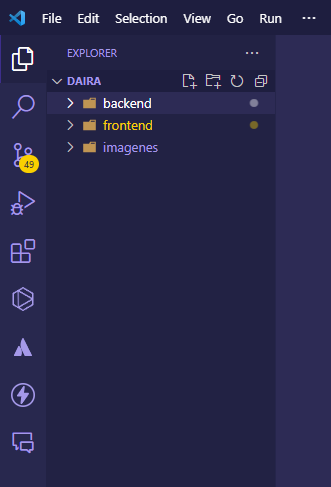 File Edit Selection View Go Run ...
EXPLORER ...
DAIRA
backend
frontend
49
imagenes